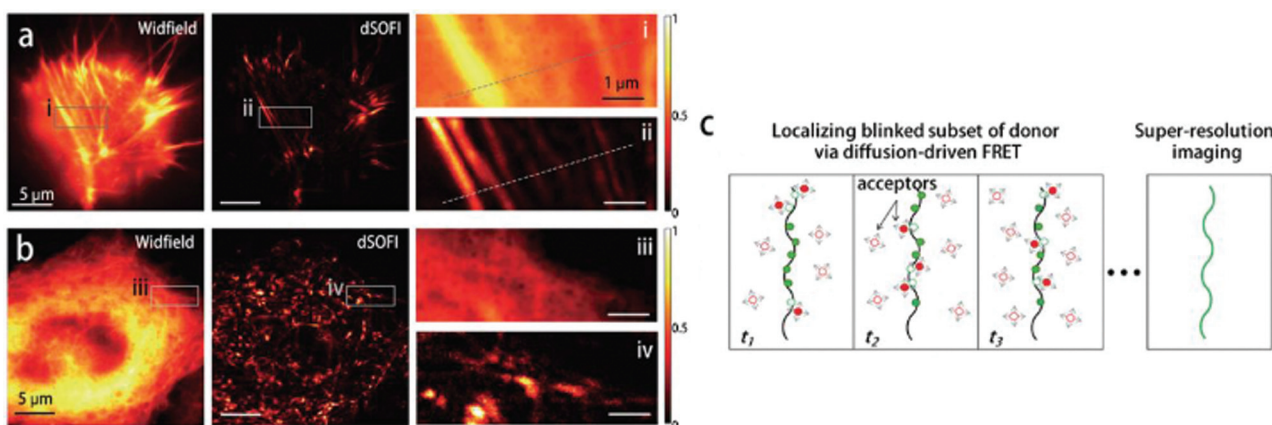 a
Widfield
dSOFI
i
ii
5 µm
i
1 µm
ii
1
0.5
0
b
Widfield
dSOFI
iii
iv
5 µm
iii
iv
1
0.5
0
C
Localizing blinked subset of donor
via diffusion-driven FRET
acceptors
t1
t2
t3
Super-resolution
imaging